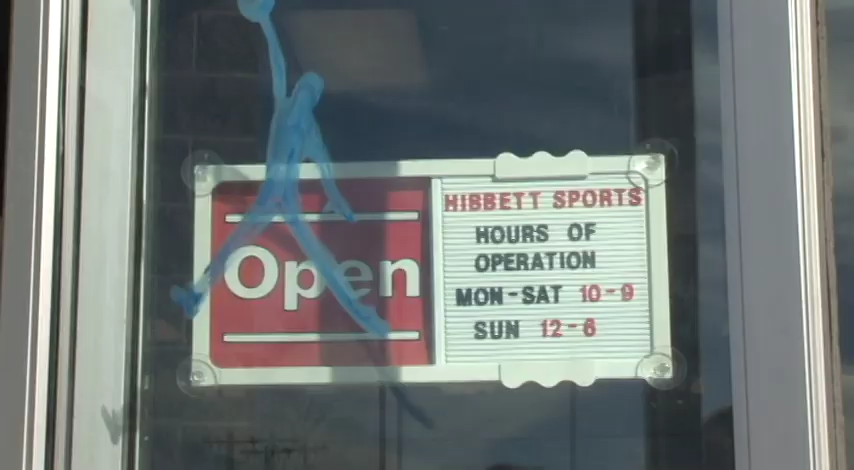 Open
HIBBETT SPORTS
HOURS OF
OPERATION
MON-SAT 10-9
SUN 12-6